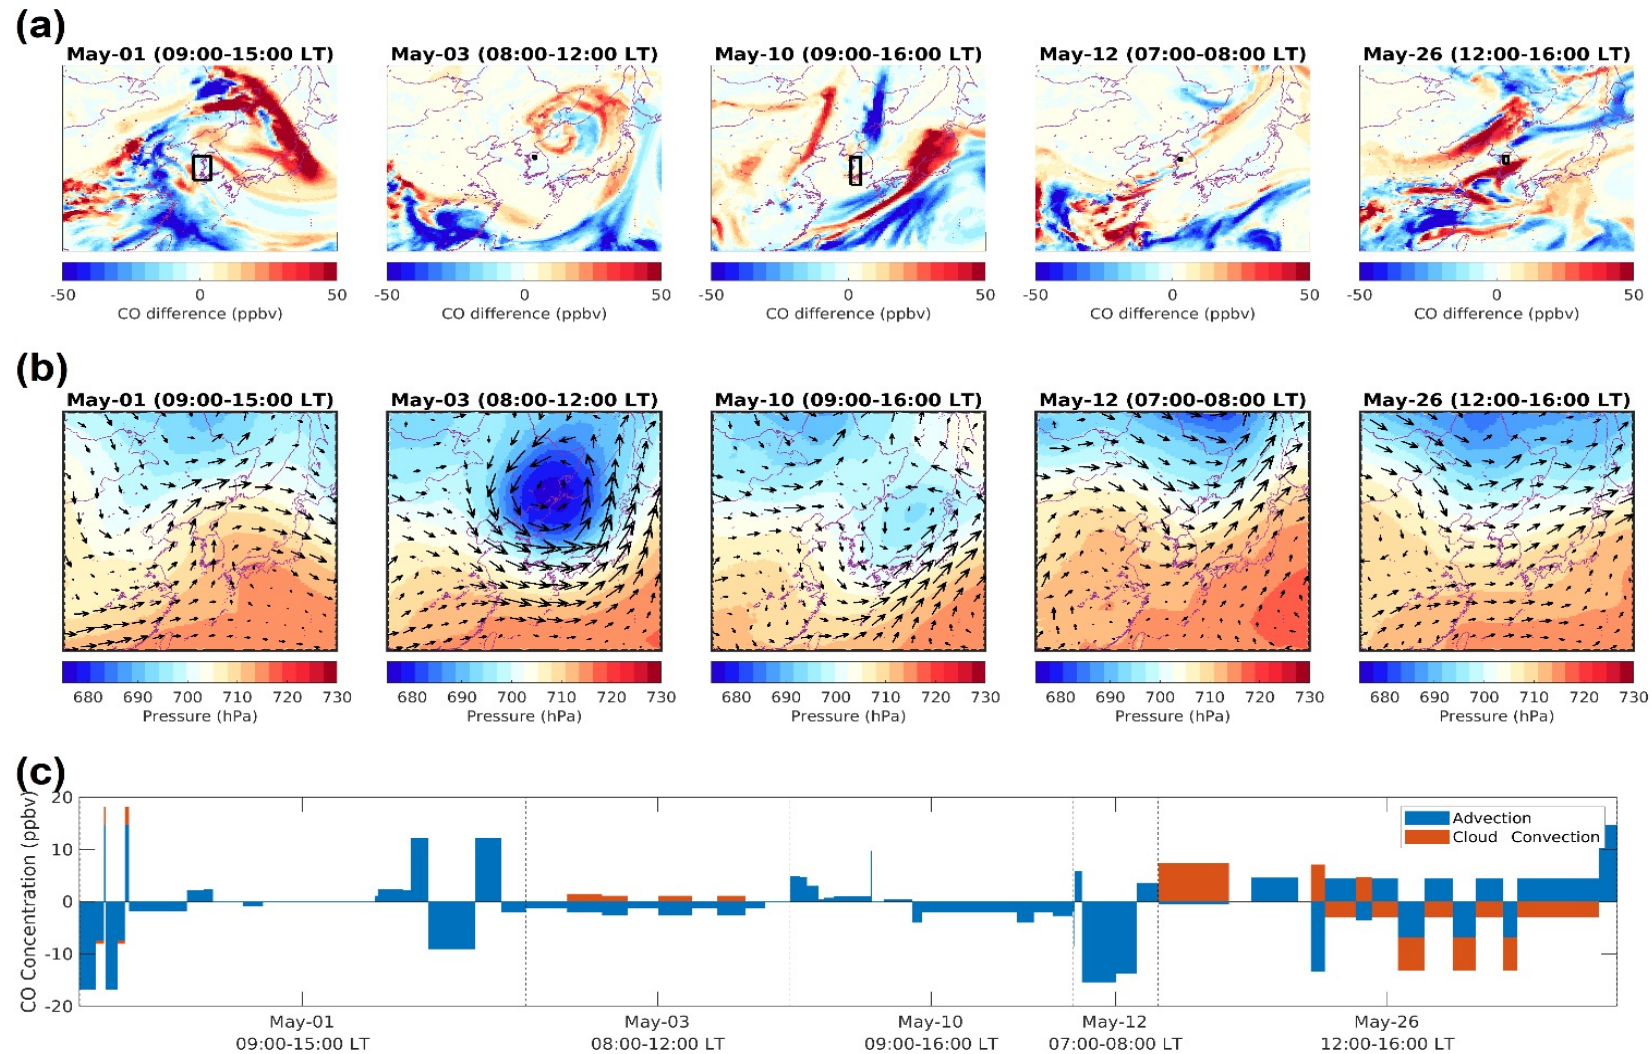 (a)
May-01 (09:00-15:00 LT) May-03 (08:00-12:00 LT) May-10 (09:00-16:00 LT) May-12 (07:00-08:00 LT) May-26 (12:00-16:00 LT)
-50 0 50 -50 0 50 -50 0 50 -50 0 50 -50 0 50
CO difference (ppbv) CO difference (ppbv) CO difference (ppbv) CO difference (ppbv) CO difference (ppbv)
(b)
May-01 (09:00-15:00 LT) May-03 (08:00-12:00 LT) May-10 (09:00-16:00 LT) May-12 (07:00-08:00 LT) May-26 (12:00-16:00 LT)
680 690 700 710 720 730 680 690 700 710 720 730 680 690 700 710 720 730 680 690 700 710 720 730 680 690 700 710 720 730
Pressure (hPa) Pressure (hPa) Pressure (hPa) Pressure (hPa) Pressure (hPa)
(c)
CO Concentration (ppbv)
20
10
0
-10
-20
Advection
Cloud Convection
May-01 May-03 May-10 May-12 May-26
09:00-15:00 LT 08:00-12:00 LT 09:00-16:00 LT 07:00-08:00 LT 12:00-16:00 LT